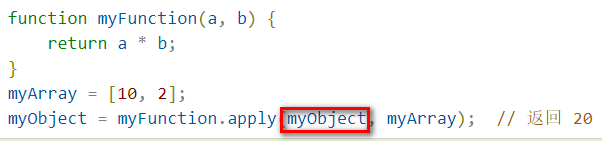 function myFunction(a, b) {
    return a * b;
}
myArray = [10, 2];
myObject = myFunction.apply(myObject, myArray);  // 返回 20